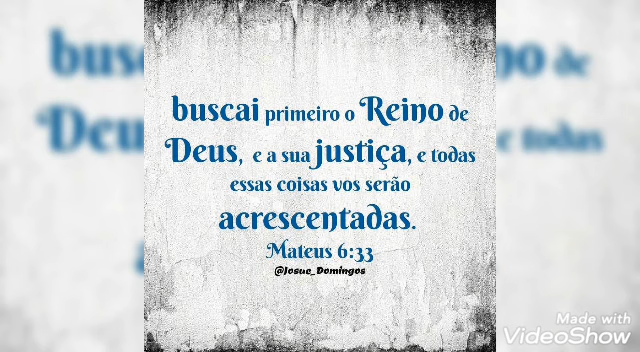 buscai primeiro o Reino de
Deus, e a sua justiça, e todas
essas coisas vos serão
acrescentadas.
Mateus 6:33
@Josue_Domingos
Made with
VideoShow